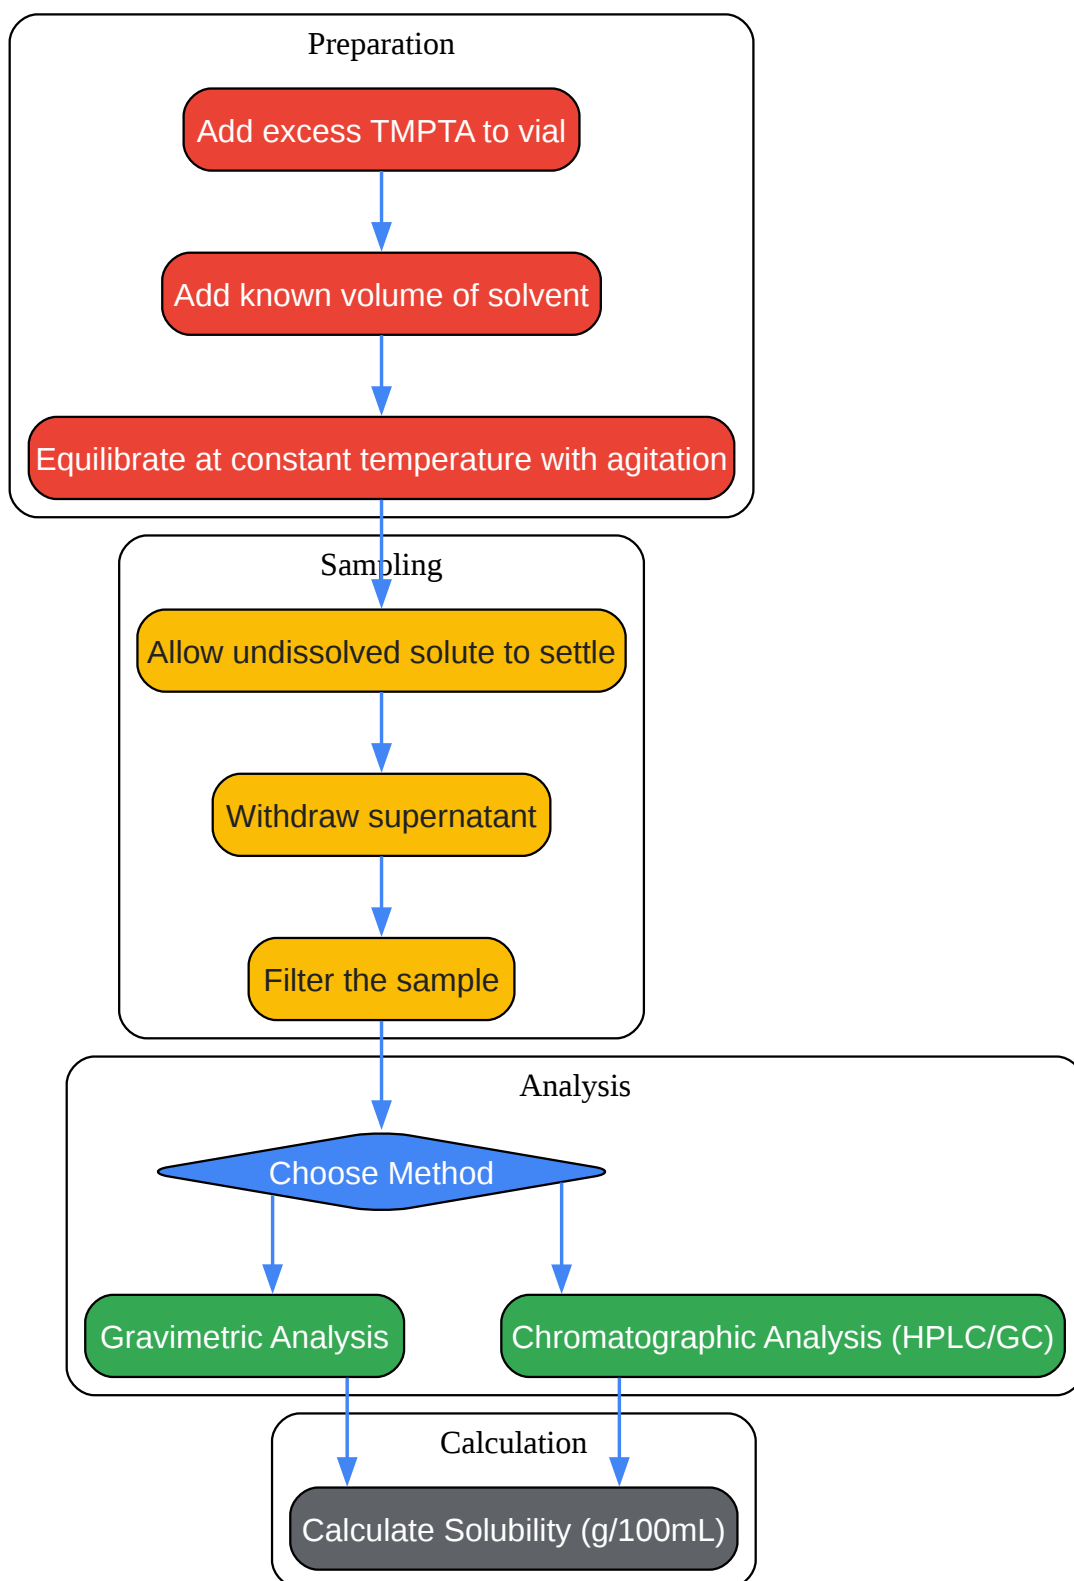 Preparation
Add excess TMPTA to vial
Add known volume of solvent
Equilibrate at constant temperature with agitation
Sampling
Allow undissolved solute to settle
Withdraw supernatant
Filter the sample
Analysis
Choose Method
Gravimetric Analysis
Chromatographic Analysis (HPLC/GC)
Calculation
Calculate Solubility (g/100mL)